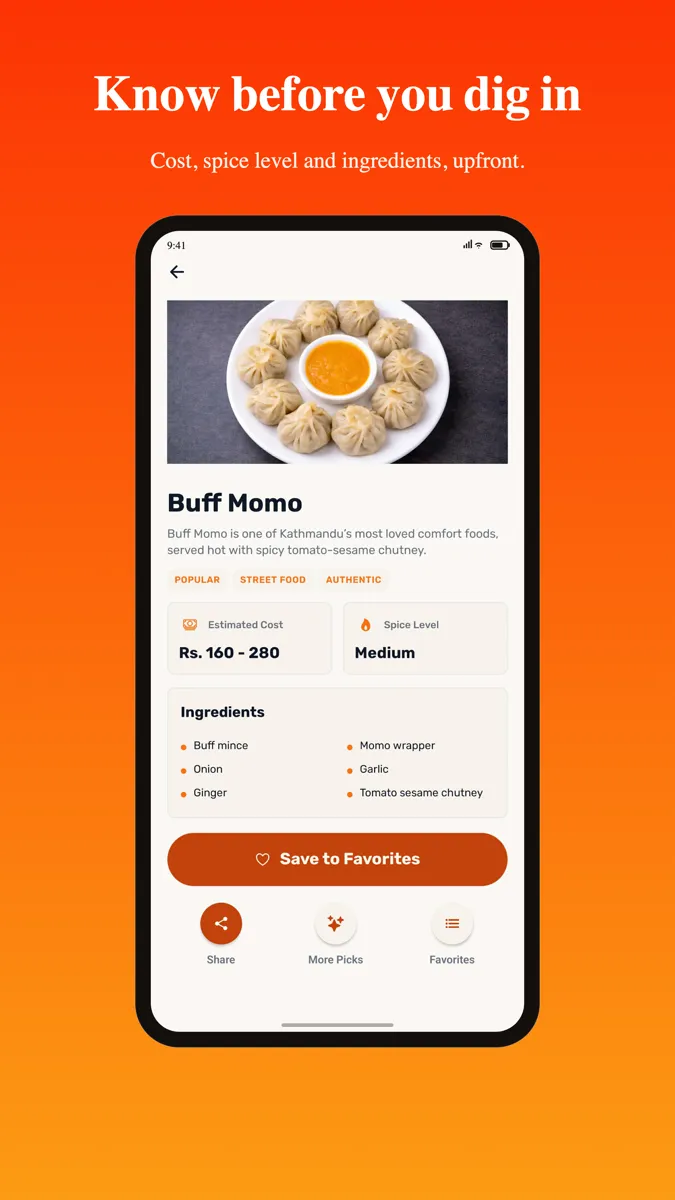 Know before you dig in
Cost, spice level and ingredients, upfront.
9:41
Buff Momo
Buff Momo is one of Kathmandu's most loved comfort foods,
served hot with spicy tomato-sesame chutney.
POPULAR STREET FOOD AUTHENTIC
Estimated Cost
Rs. 160 - 280
Spice Level
Medium
Ingredients
Buff mince
Momo wrapper
Onion
Garlic
Ginger
Tomato sesame chutney
Save to Favorites
Share
More Picks
Favorites